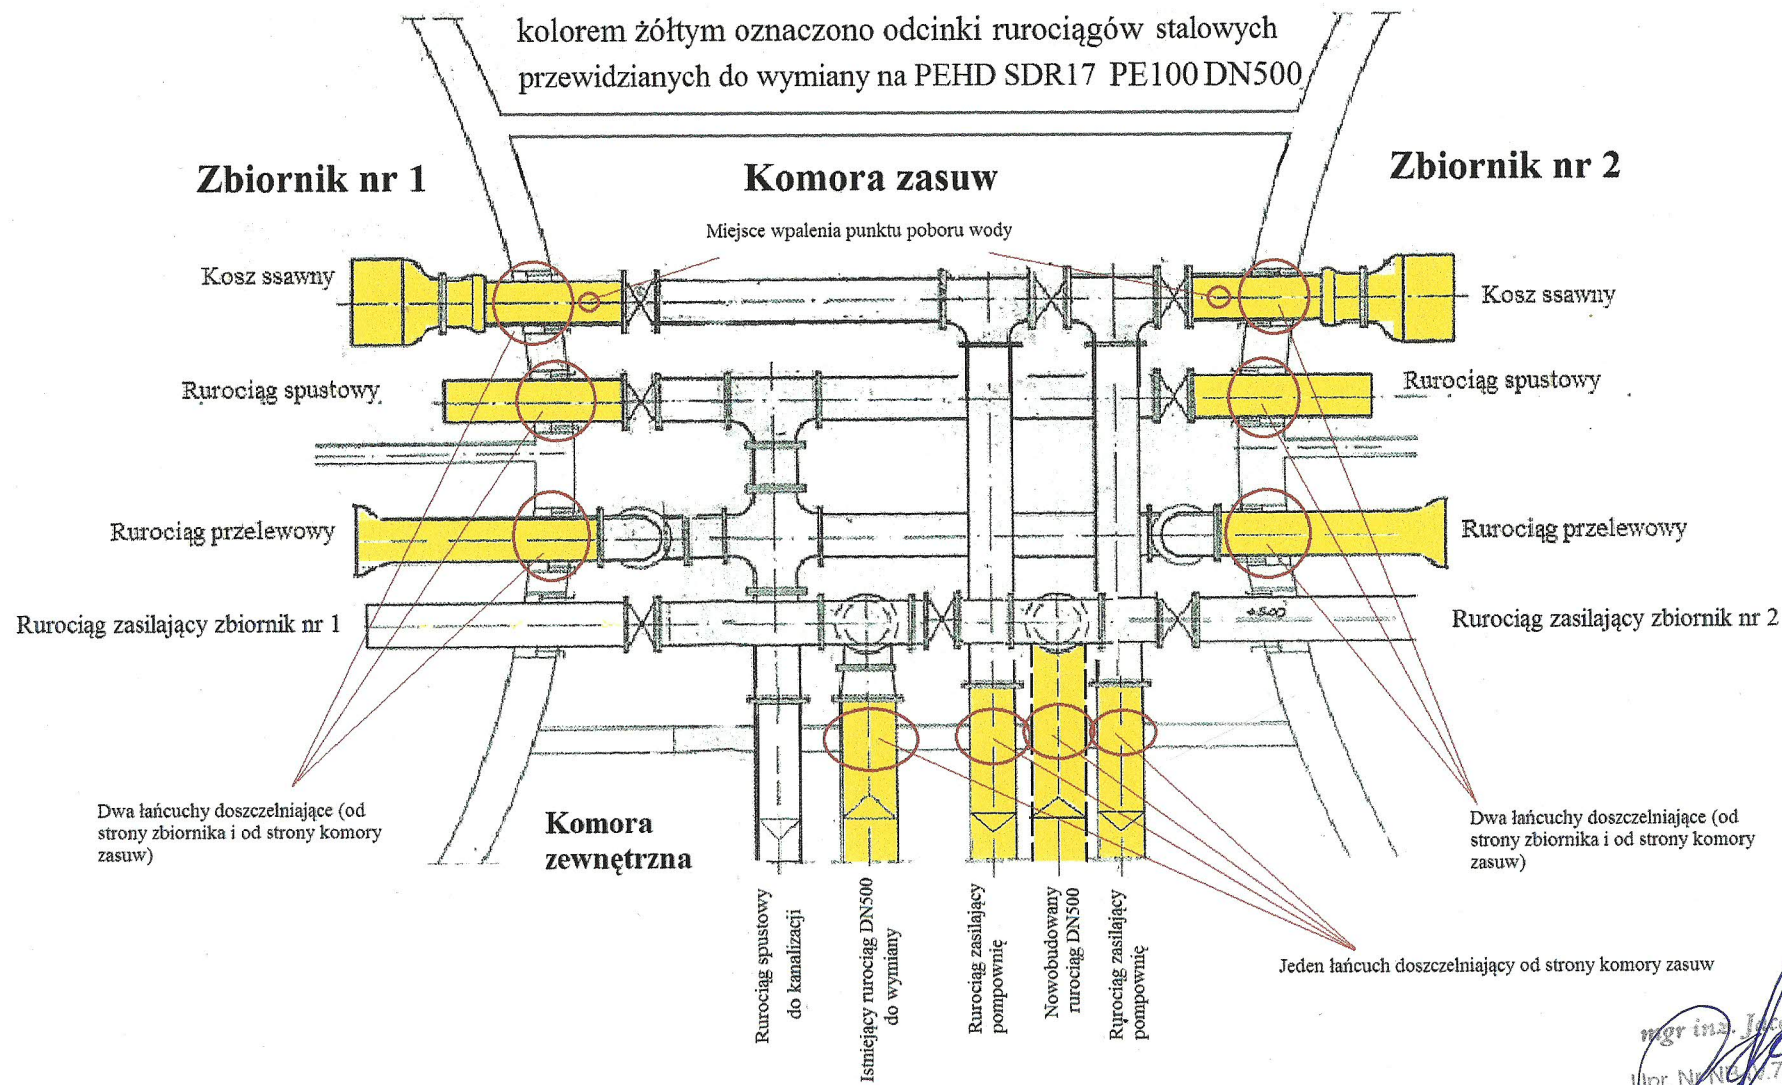 kolorem żółtym oznaczono odcinki rurociągów stalowych
przewidzianych do wymiany na PEHD SDR17 PE100 DN500
Zbiornik nr 1
Komora zasuw
Zbiornik nr 2
Miejsce wpalenia punktu poboru wody
Kosz ssawny
Kosz ssawny
Rurociąg spustowy
Rurociąg spustowy
Rurociąg przelewowy
Rurociąg przelewowy
Rurociąg zasilający zbiornik nr 1
Rurociąg zasilający zbiornik nr 2
Dwa łańcuchy doszczelniające (od
strony zbiornika i od strony komory
zasuw)
Komora
zewnętrzna
Dwa łańcuchy doszczelniające (od
strony zbiornika i od strony komory
zasuw)
Rurociąg spustowy
do kanalizacji
Istniejący rurociąg DN500
do wymiany
Rurociąg zasilający
pompownię
Nowobudowany
rurociąg DN500
Rurociąg zasilający
pompownię
Jeden łańcuch doszczelniający od strony komory zasuw
mgr inż.
Upr. Nr